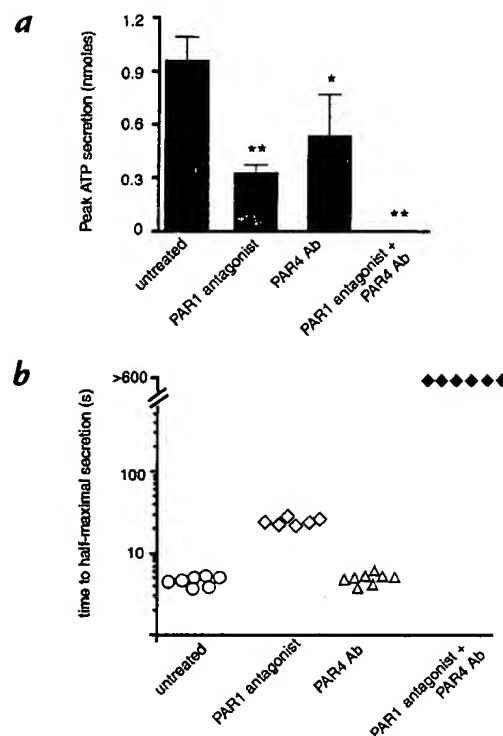 a
Peak ATP secretion (nmoles)
1.2
0.9
0.6
0.3
0
**
*
**
untreated
PAR1 antagonist
PAR4 Ab
PAR1 antagonist +
PAR4 Ab
b
time to half-maximal secretion (s)
>600
100
10
untreated
PAR1 antagonist
PAR4 Ab
PAR1 antagonist +
PAR4 Ab